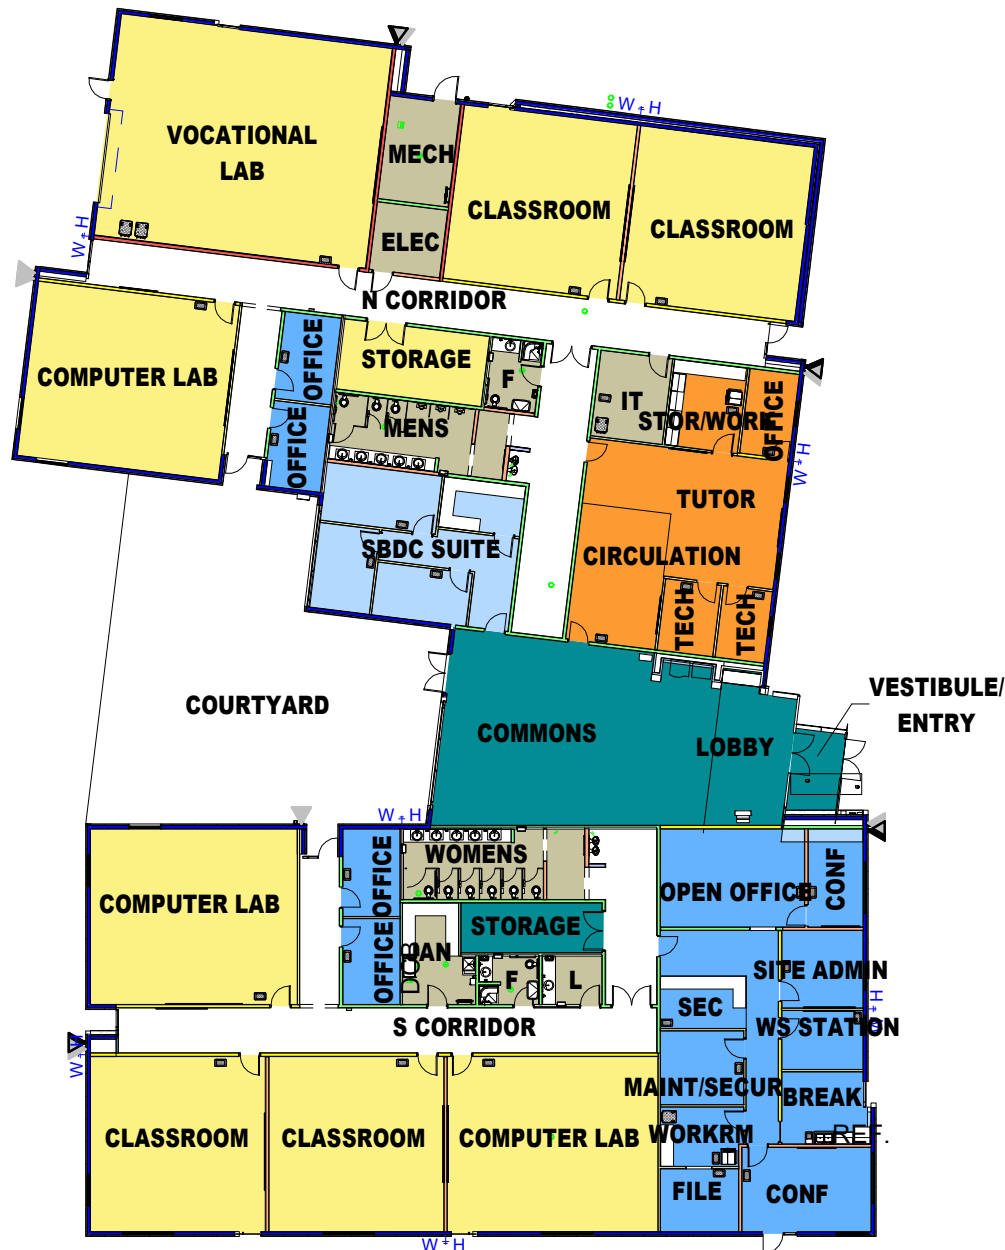 W H
VOCATIONAL
LAB
MECH
CLASSROOM
CLASSROOM
ELEC
W H
N CORRIDOR
COMPUTER LAB
OFFICE
STORAGE
F
IT
STOR/WORK
OFFICE
OFFICE
MENS
W H
TUTOR
SBDC SUITE
CIRCULATION
TECH
TECH
COURTYARD
COMMONS
LOBBY
VESTIBULE/
ENTRY
W H
COMPUTER LAB
OFFICE
WOMENS
OPEN OFFICE
CONF
OFFICE
STORAGE
JAN
F
L
SITE ADMIN
SEC
WS STATION
W H
S CORRIDOR
W H
MAINT/SECUR
BREAK
CLASSROOM
CLASSROOM
COMPUTER LAB
WORKRM
REF.
FILE
CONF
W H